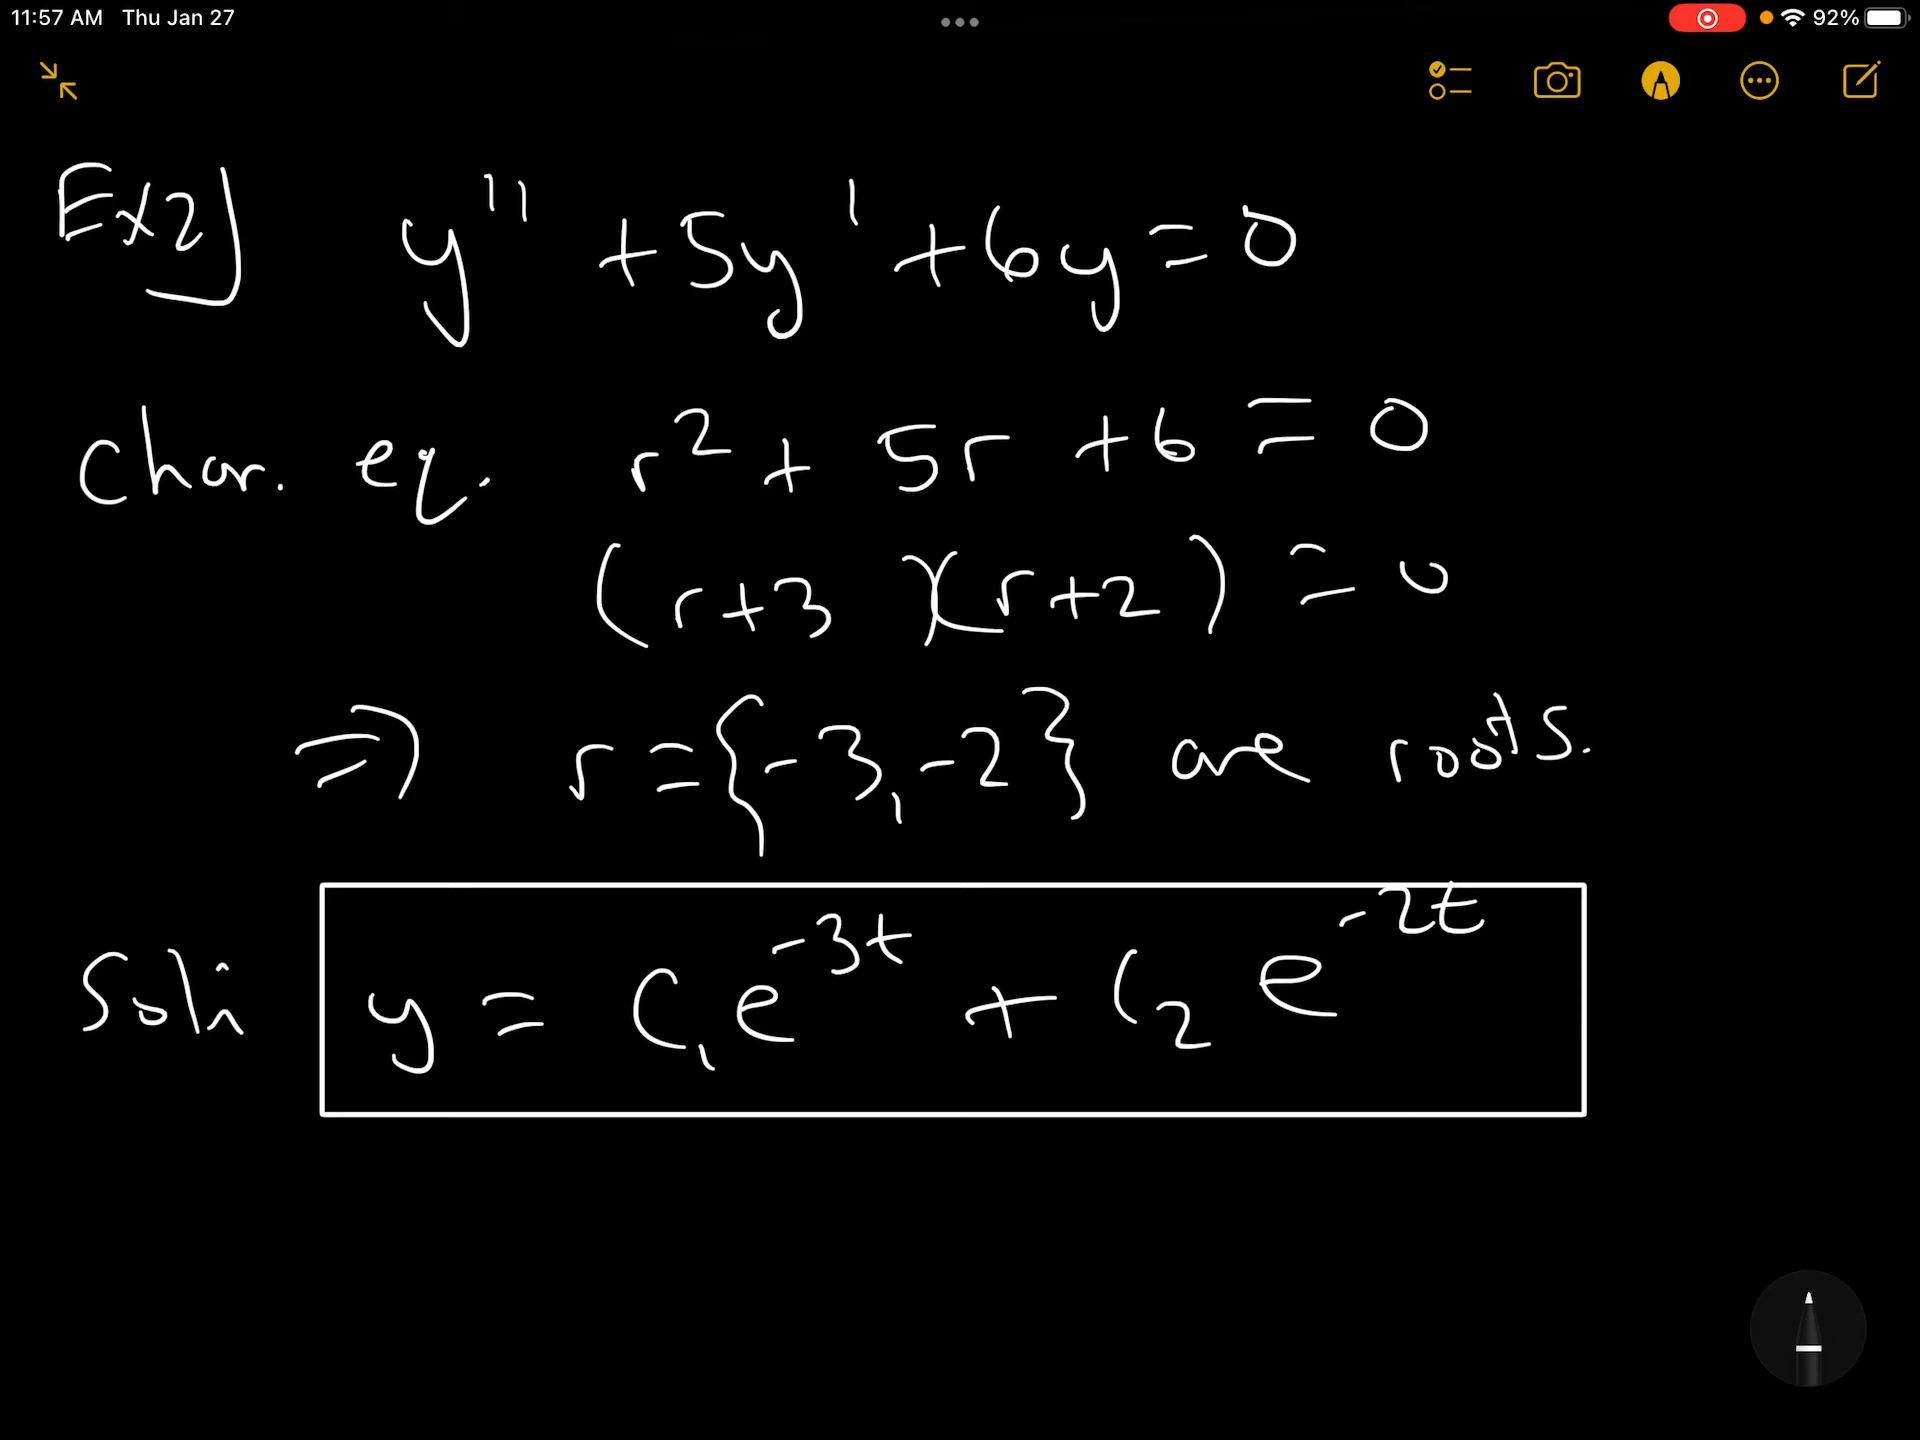 11:57 AM Thu Jan 27 92%
Ex2] y'' + 5y' + 6y = 0
Char. eq. r² + 5r + 6 = 0
(r+3)(r+2) = 0
⇒ r = {-3, -2} are roots.
Soln y = C₁e^{-3t} + C₂e^{-2t}